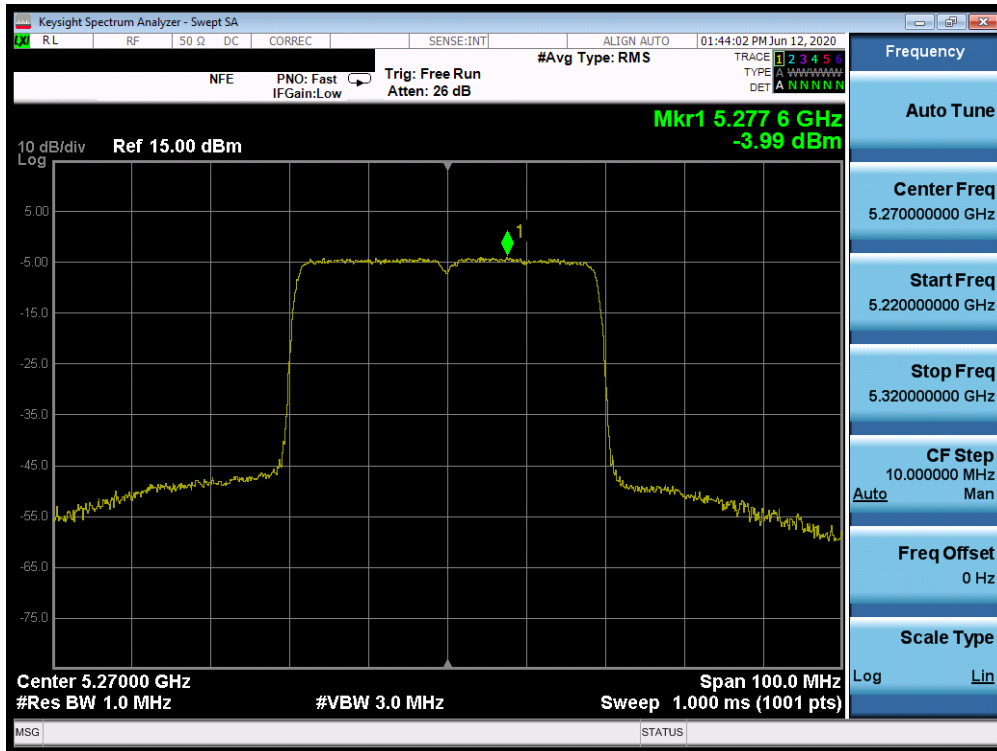 Keysight Spectrum Analyzer - Swept SA
LXI RL RF 50 Ω DC CORREC SENSE:INT ALIGN AUTO 01:44:02 PM Jun 12, 2020
NFE PNO: Fast Trig: Free Run #Avg Type: RMS TRACE 1 2 3 4 5 6
IFGain:Low Atten: 26 dB TYPE A WWWWW
DET A N N N N N
Mkr1 5.277 6 GHz
-3.99 dBm
10 dB/div Ref 15.00 dBm
Log
1
5.00
-5.00
-15.0
-25.0
-35.0
-45.0
-55.0
-65.0
-75.0
Center 5.27000 GHz Span 100.0 MHz
#Res BW 1.0 MHz #VBW 3.0 MHz Sweep 1.000 ms (1001 pts)
MSG STATUS
Frequency
Auto Tune
Center Freq
5.270000000 GHz
Start Freq
5.220000000 GHz
Stop Freq
5.320000000 GHz
CF Step
10.000000 MHz
Auto Man
Freq Offset
0 Hz
Scale Type
Log Lin